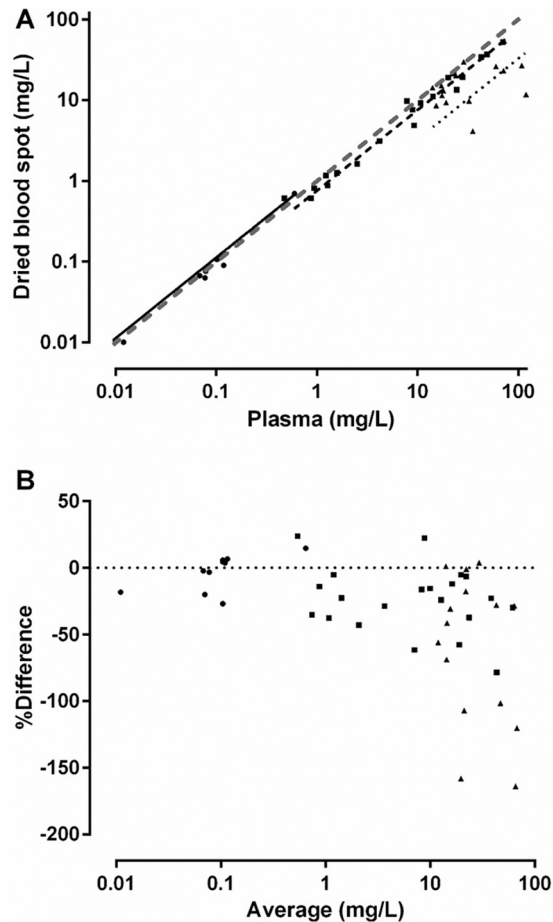 A
Dried blood spot (mg/L)
100
10
1
0.1
0.01
0.01 0.1 1 10 100
Plasma (mg/L)
B
%Difference
50
0
-50
-100
-150
-200
0.01 0.1 1 10 100
Average (mg/L)